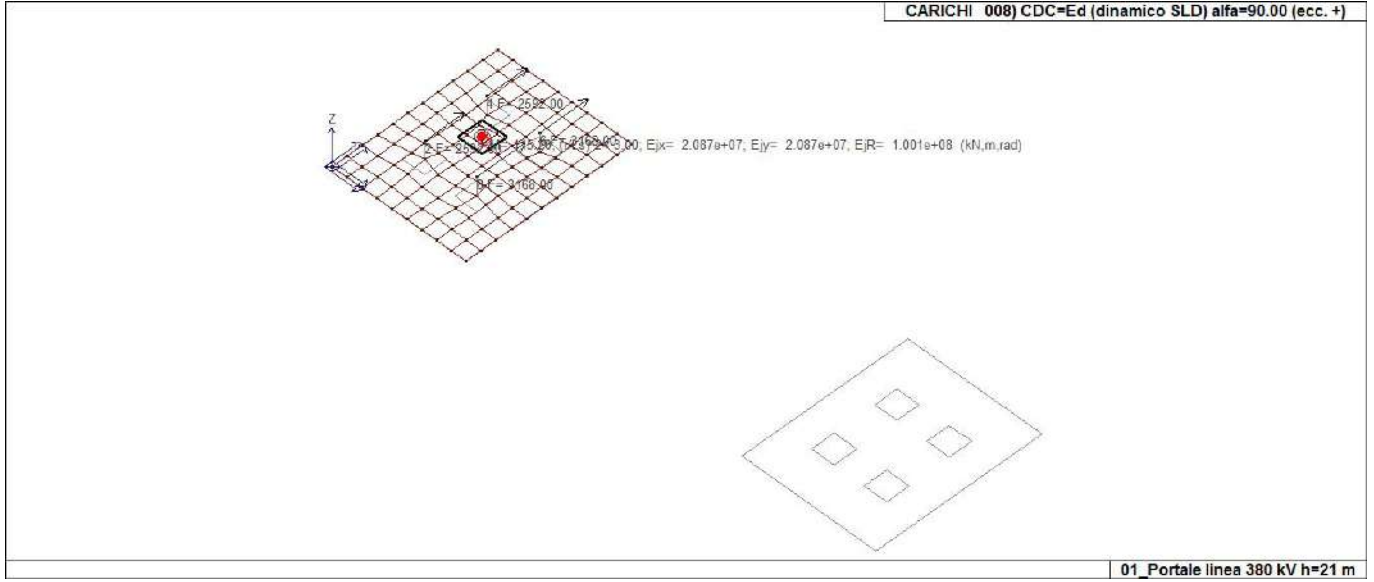 CARICHI 008) CDC=Ed (dinamico SLD) alfa=90.00 (ecc. +)
4 F= 2592.00
Z
Ejx= 2.087e+07; Ejy= 2.087e+07; EjR= 1.001e+08 (kN,m,rad)
F= 3168.00
01_Portale linea 380 kV h=21 m